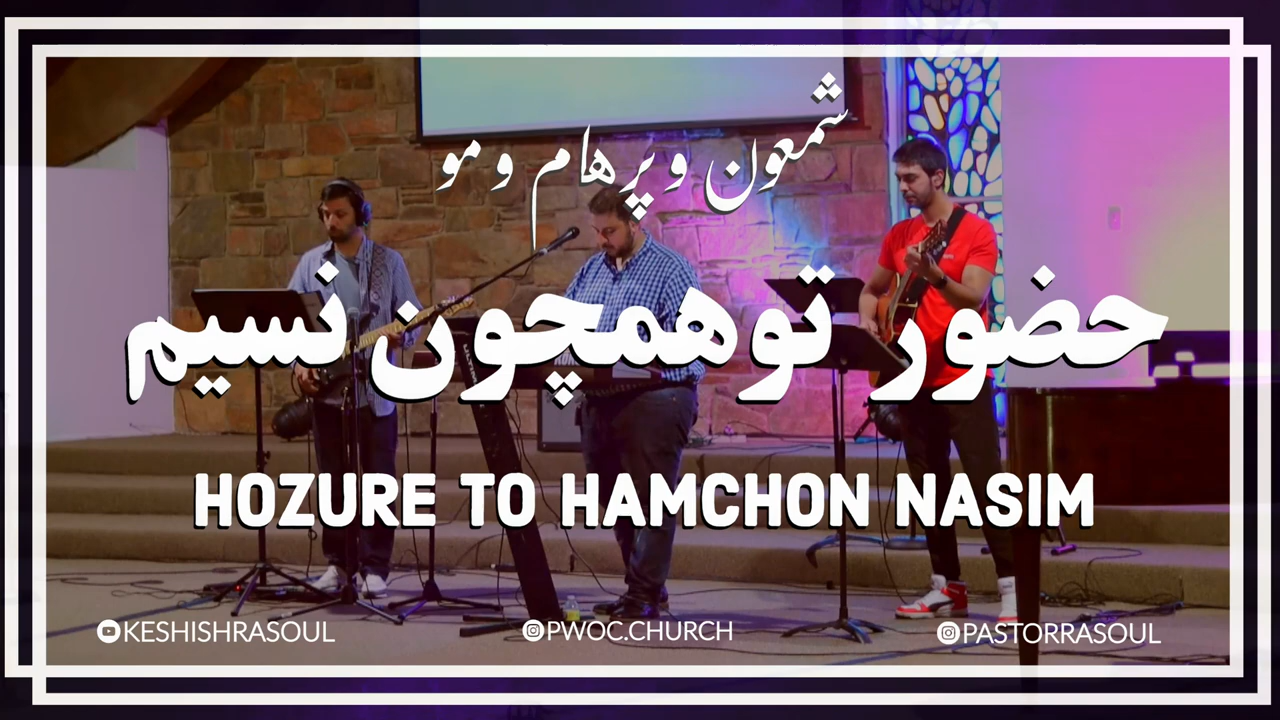 شمعون و پرهام و مو
حضور تو همچون نسیم
HOZURE TO HAMCHON NASIM
KESHISHRASOUL
PWOC.CHURCH
PASTORRASOUL